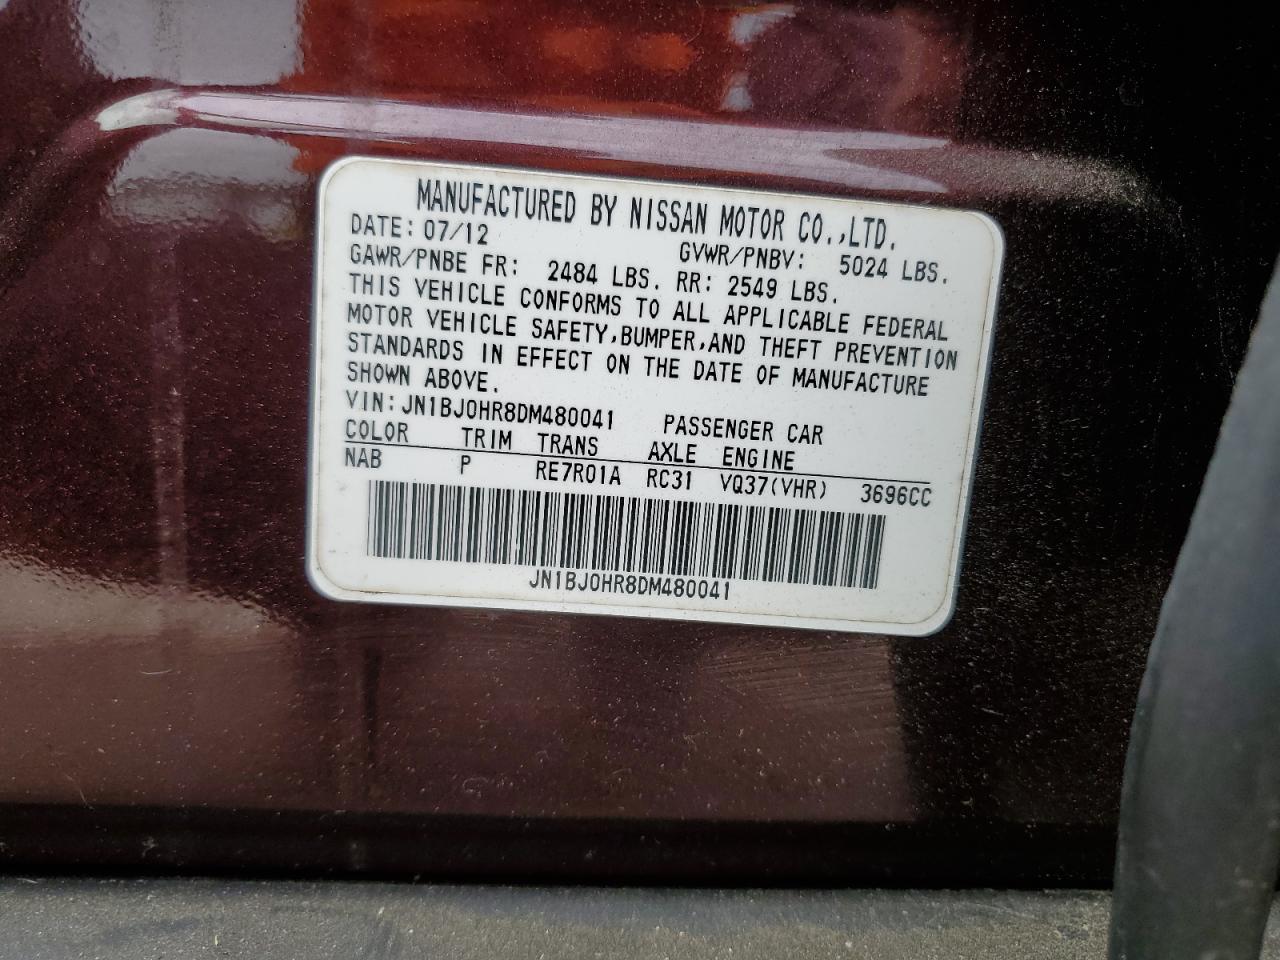 MANUFACTURED BY NISSAN MOTOR CO.,LTD.
DATE: 07/12 GVWR/PNBV: 5024 LBS.
GAWR/PNBE FR: 2484 LBS. RR: 2549 LBS.
THIS VEHICLE CONFORMS TO ALL APPLICABLE FEDERAL
MOTOR VEHICLE SAFETY,BUMPER,AND THEFT PREVENTION
STANDARDS IN EFFECT ON THE DATE OF MANUFACTURE
SHOWN ABOVE.
VIN: JN1BJ0HR8DM480041 PASSENGER CAR
COLOR TRIM TRANS AXLE ENGINE
NAB P RE7R01A RC31 VQ37(VHR) 3696CC
JN1BJ0HR8DM480041